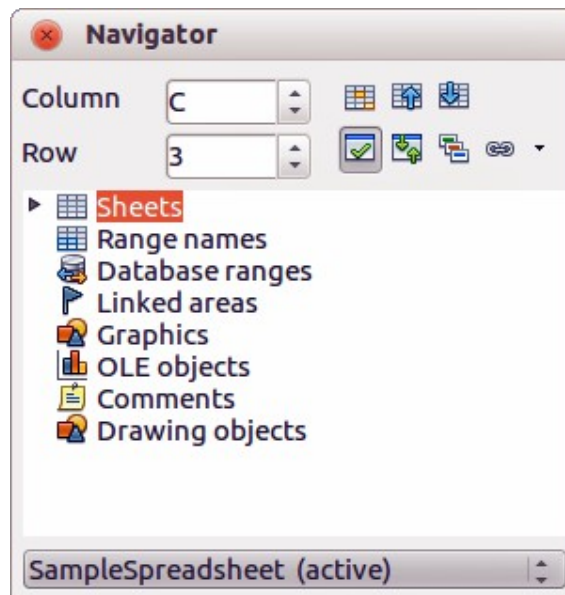 Navigator
Column C
Row 3
Sheets
Range names
Database ranges
Linked areas
Graphics
OLE objects
Comments
Drawing objects
SampleSpreadsheet (active)